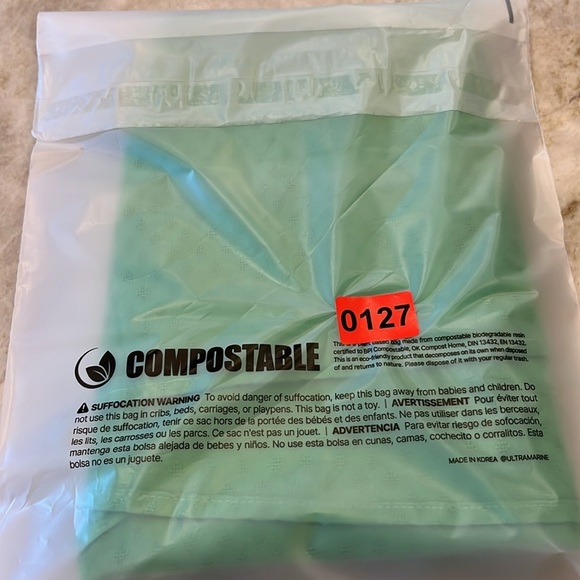 0127
COMPOSTABLE
This is a plant based bag made from compostable biodegradable resin
certified to BPI Compostable, OK Compost Home, DIN 13432, EN 13432.
This is an eco-friendly product that decomposes on its own when disposed
of and returns to nature. Please dispose of it with your regular trash.
SUFFOCATION WARNING To avoid danger of suffocation, keep this bag away from babies and children. Do
not use this bag in cribs, beds, carriages, or playpens. This bag is not a toy. | AVERTISSEMENT Pour éviter tout
risque de suffocation, tenir ce sac hors de la portée des bébés et des enfants. Ne pas utiliser dans les berceaux,
les lits, les carrosses ou les parcs. Ce sac n'est pas un jouet. | ADVERTENCIA Para evitar riesgo de sofocación,
mantenga esta bolsa alejada de bebes y niños. No use esta bolsa en cunas, camas, cochecito o corralitos. Esta
bolsa no es un juguete.
MADE IN KOREA @ULTRAMARINE